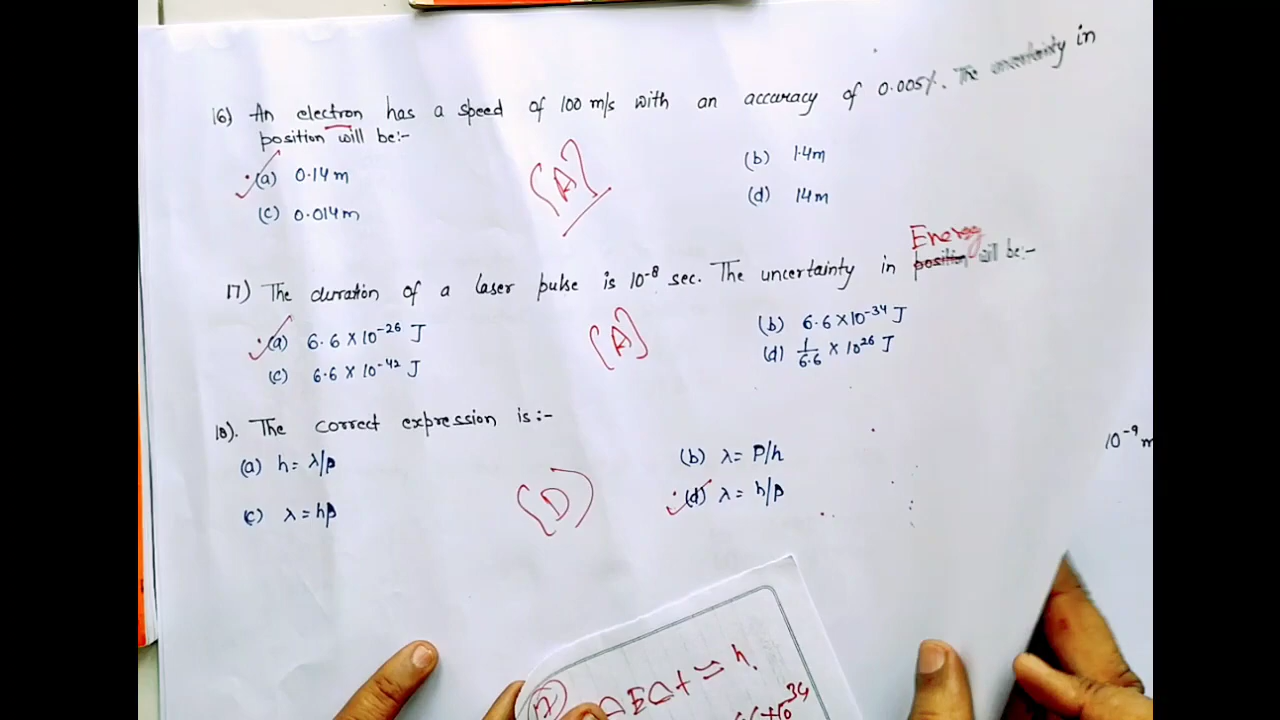 16) An electron has a speed of 100 m/s with an accuracy of 0.005%. The uncertainty in
position will be:-
(a) 0.14 m
(b) 1.4m
[A]
(c) 0.014 m
(d) 14 m
17) The duration of a laser pulse is 10⁻⁸ sec. The uncertainty in position will be:-
Energy
(a) 6.6 × 10⁻²⁶ J
(b) 6.6 × 10⁻³⁴ J
[A]
(c) 6.6 × 10⁻⁴² J
(d) 1/6.6 × 10²⁶ J
18). The correct expression is:-
(a) h = λ/p
(b) λ = P/h
[D]
(c) λ = hp
(d) λ = h/p
10⁻⁹ m
17
ΔEΔt = h.